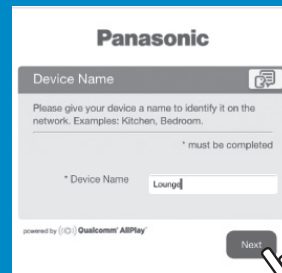 Panasonic
Device Name
Please give your device a name to identify it on the
network. Examples: Kitchen, Bedroom.
* must be completed
* Device Name
Lounge
powered by Qualcomm® AllPlay™
Next